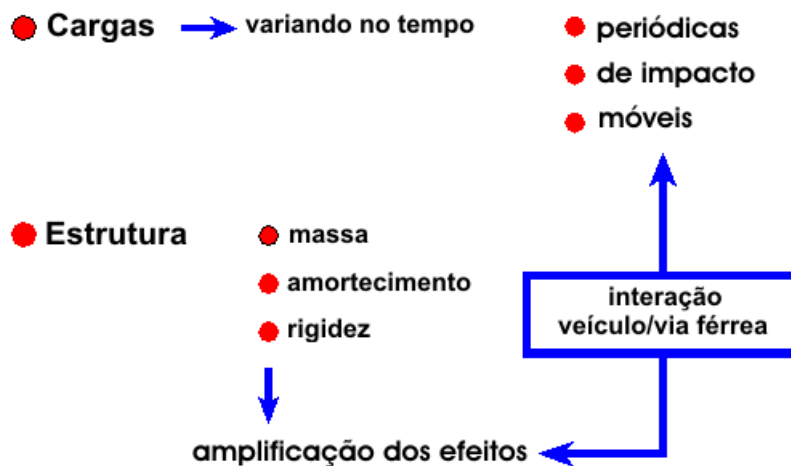 Cargas
variando no tempo
periódicas
de impacto
móveis
Estrutura
massa
amortecimento
rigidez
interação
veículo/via férrea
amplificação dos efeitos